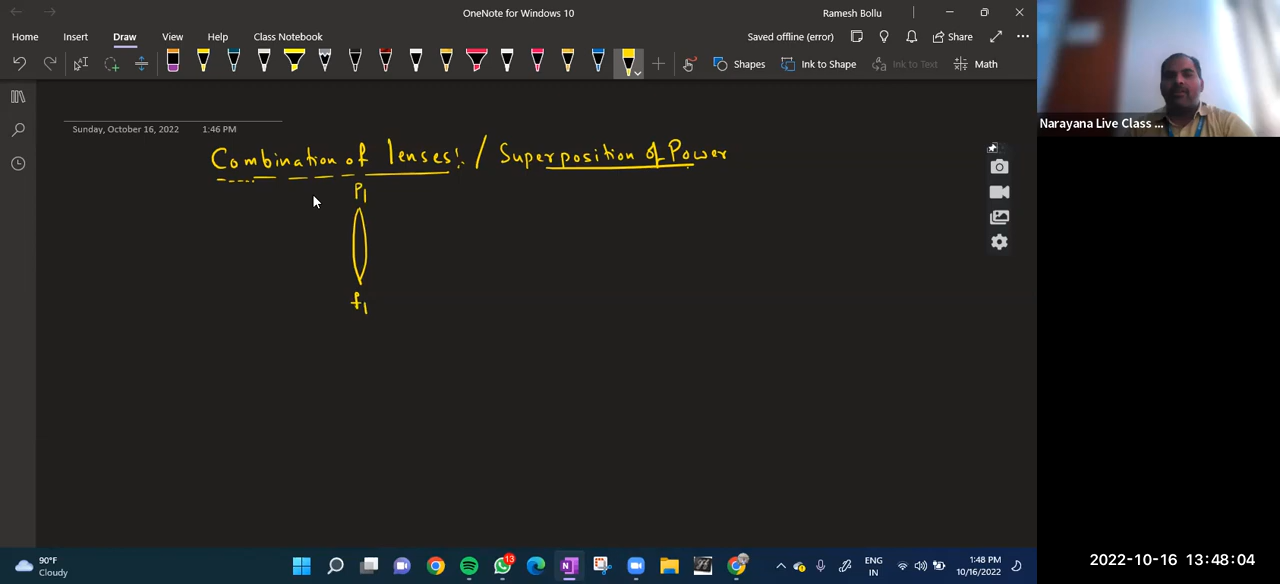 OneNote for Windows 10
Ramesh Bollu
Home Insert Draw View Help Class Notebook
Saved offline (error)
Share
Shapes
Ink to Shape
Ink to Text
Math
Narayana Live Class ...
Sunday, October 16, 2022 1:46 PM
Combination of lenses: / Superposition of Power
P1
f1
90°F
Cloudy
13
ENG
IN
1:48 PM
10/16/2022
2022-10-16 13:48:04